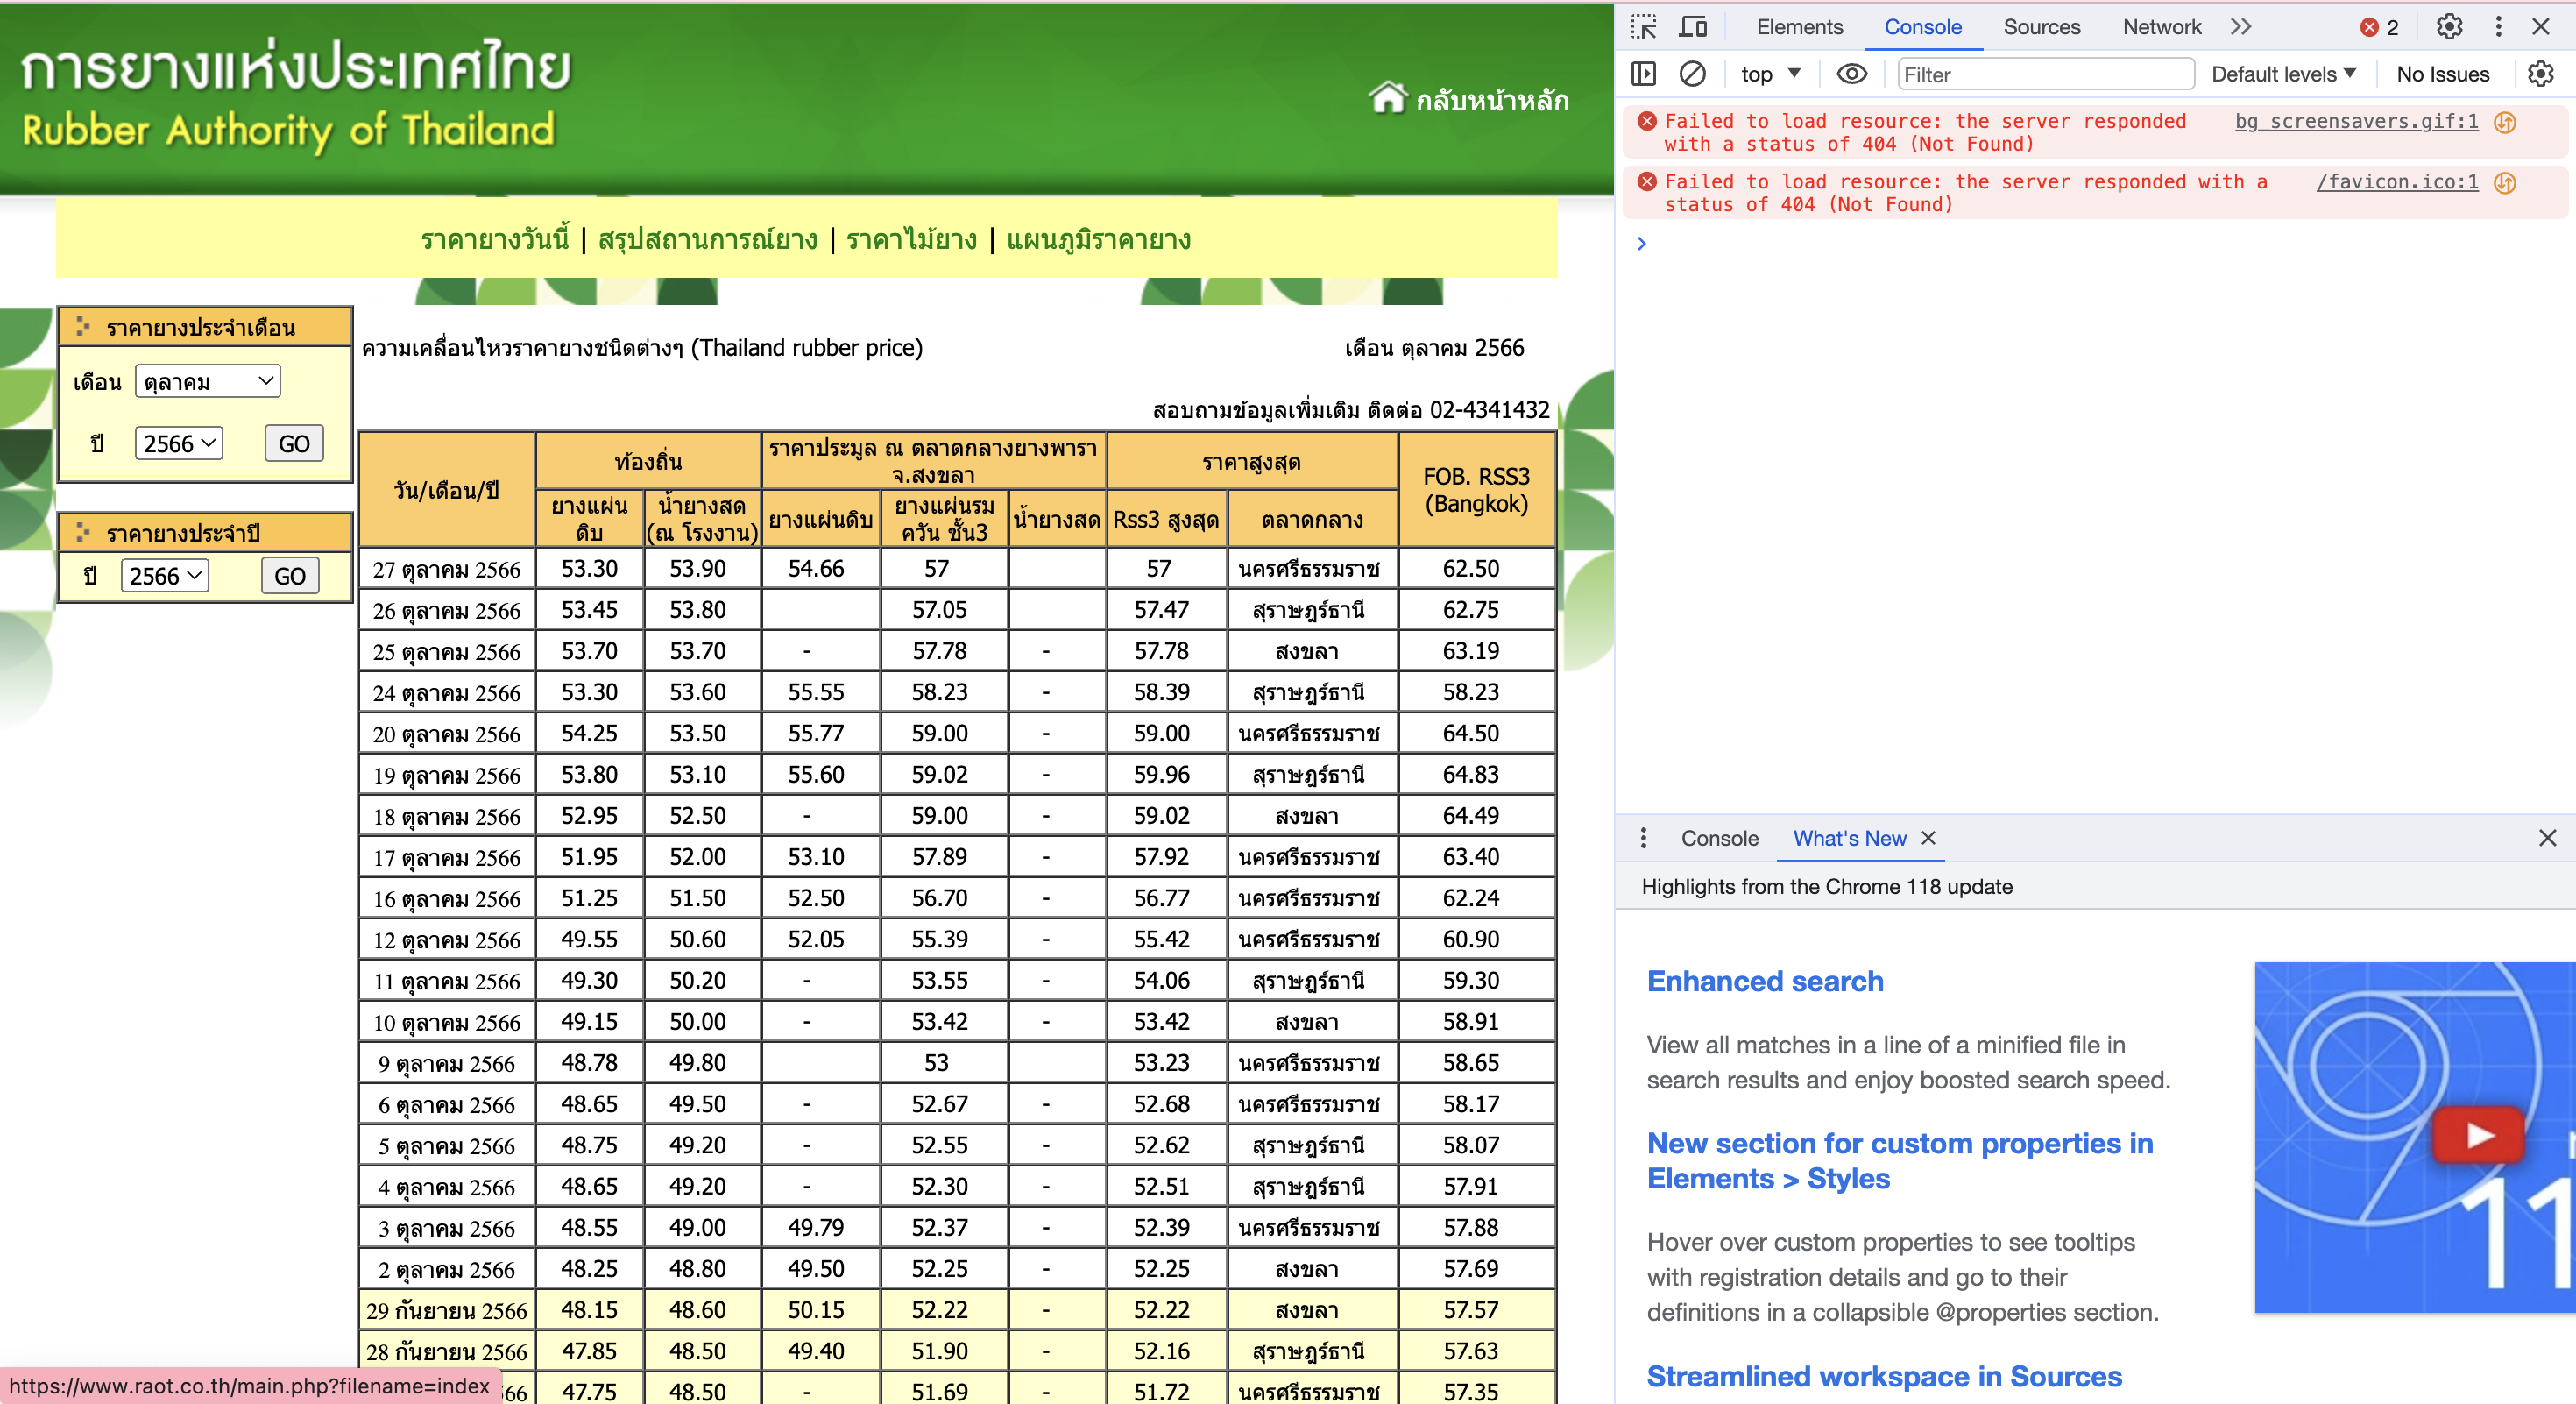 การยางแห่งประเทศไทย
Rubber Authority of Thailand
กลับหน้าหลัก
ราคายางวันนี้ | สรุปสถานการณ์ยาง | ราคาไม้ยาง | แผนภูมิราคายาง
ราคายางประจำเดือน
เดือน ตุลาคม
ปี 2566 GO
ราคายางประจำปี
ปี 2566 GO
ความเคลื่อนไหวราคายางชนิดต่างๆ (Thailand rubber price) เดือน ตุลาคม 2566
สอบถามข้อมูลเพิ่มเติม ติดต่อ 02-4341432
วัน/เดือน/ปี
ท้องถิ่น
ราคาประมูล ณ ตลาดกลางยางพารา
จ.สงขลา
ราคาสูงสุด
FOB. RSS3
(Bangkok)
ยางแผ่น
ดิบ
น้ำยางสด
(ณ โรงงาน)
ยางแผ่นดิบ
ยางแผ่นรม
ควัน ชั้น3
น้ำยางสด
Rss3 สูงสุด
ตลาดกลาง
27 ตุลาคม 2566 53.30 53.90 54.66 57 57 นครศรีธรรมราช 62.50
26 ตุลาคม 2566 53.45 53.80 57.05 57.47 สุราษฎร์ธานี 62.75
25 ตุลาคม 2566 53.70 53.70 - 57.78 - 57.78 สงขลา 63.19
24 ตุลาคม 2566 53.30 53.60 55.55 58.23 - 58.39 สุราษฎร์ธานี 58.23
20 ตุลาคม 2566 54.25 53.50 55.77 59.00 - 59.00 นครศรีธรรมราช 64.50
19 ตุลาคม 2566 53.80 53.10 55.60 59.02 - 59.96 สุราษฎร์ธานี 64.83
18 ตุลาคม 2566 52.95 52.50 - 59.00 - 59.02 สงขลา 64.49
17 ตุลาคม 2566 51.95 52.00 53.10 57.89 - 57.92 นครศรีธรรมราช 63.40
16 ตุลาคม 2566 51.25 51.50 52.50 56.70 - 56.77 นครศรีธรรมราช 62.24
12 ตุลาคม 2566 49.55 50.60 52.05 55.39 - 55.42 นครศรีธรรมราช 60.90
11 ตุลาคม 2566 49.30 50.20 - 53.55 - 54.06 สุราษฎร์ธานี 59.30
10 ตุลาคม 2566 49.15 50.00 - 53.42 - 53.42 สงขลา 58.91
9 ตุลาคม 2566 48.78 49.80 53 53.23 นครศรีธรรมราช 58.65
6 ตุลาคม 2566 48.65 49.50 - 52.67 - 52.68 นครศรีธรรมราช 58.17
5 ตุลาคม 2566 48.75 49.20 - 52.55 - 52.62 สุราษฎร์ธานี 58.07
4 ตุลาคม 2566 48.65 49.20 - 52.30 - 52.51 สุราษฎร์ธานี 57.91
3 ตุลาคม 2566 48.55 49.00 49.79 52.37 - 52.39 นครศรีธรรมราช 57.88
2 ตุลาคม 2566 48.25 48.80 49.50 52.25 - 52.25 สงขลา 57.69
29 กันยายน 2566 48.15 48.60 50.15 52.22 - 52.22 สงขลา 57.57
28 กันยายน 2566 47.85 48.50 49.40 51.90 - 52.16 สุราษฎร์ธานี 57.63
66 47.75 48.50 - 51.69 - 51.72 นครศรีธรรมราช 57.35
https://www.raot.co.th/main.php?filename=index
Elements Console Sources Network 2
top Filter Default levels No Issues
Failed to load resource: the server responded bg_screensavers.gif:1
with a status of 404 (Not Found)
Failed to load resource: the server responded with a /favicon.ico:1
status of 404 (Not Found)
Console What's New
Highlights from the Chrome 118 update
Enhanced search
View all matches in a line of a minified file in
search results and enjoy boosted search speed.
New section for custom properties in
Elements > Styles
Hover over custom properties to see tooltips
with registration details and go to their
definitions in a collapsible @properties section.
Streamlined workspace in Sources
11